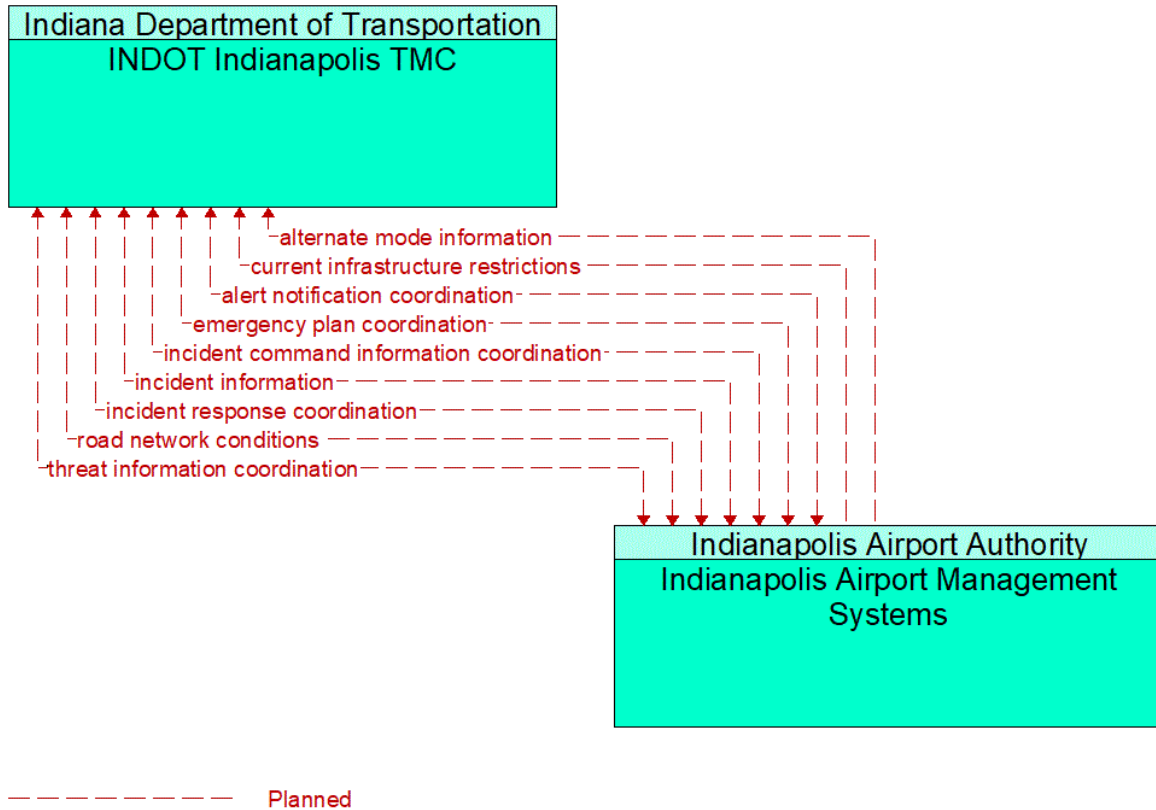 Indiana Department of Transportation
INDOT Indianapolis TMC
alternate mode information
current infrastructure restrictions
alert notification coordination
emergency plan coordination
incident command information coordination
incident information
incident response coordination
road network conditions
threat information coordination
Indianapolis Airport Authority
Indianapolis Airport Management
Systems
Planned